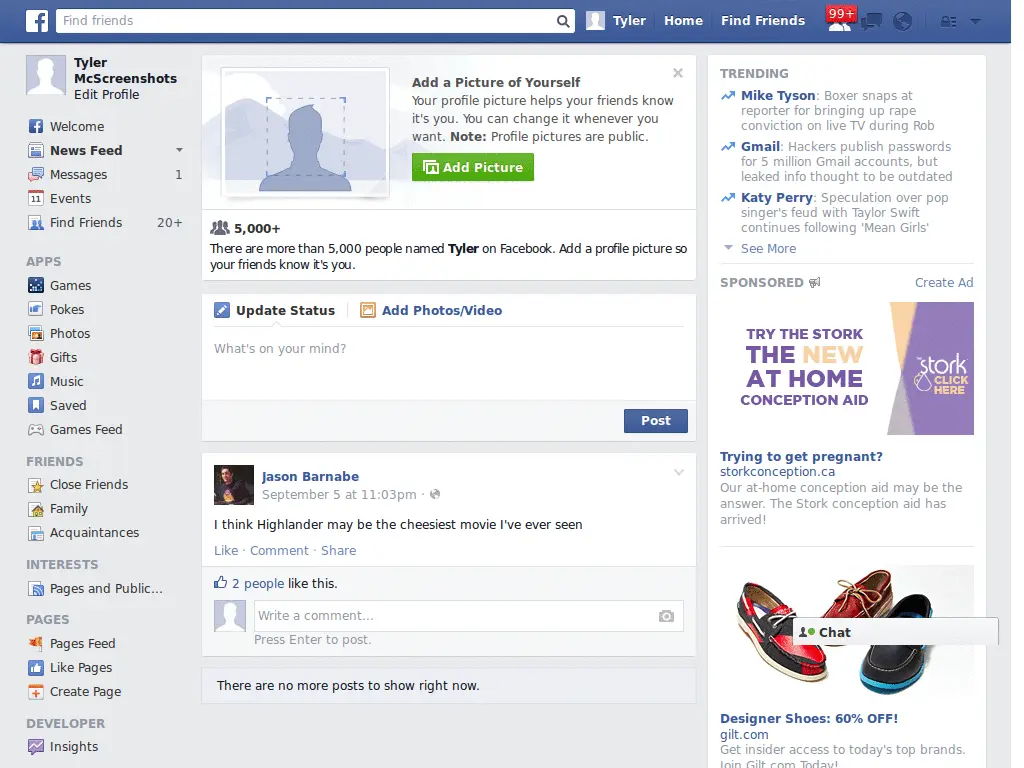 f
Find friends
Tyler
Home
Find Friends
99+
Tyler
McScreenshots
Edit Profile
Welcome
News Feed
Messages 1
11 Events
Find Friends 20+
APPS
Games
Pokes
Photos
Gifts
Music
Saved
Games Feed
FRIENDS
Close Friends
Family
Acquaintances
INTERESTS
Pages and Public...
PAGES
Pages Feed
Like Pages
Create Page
DEVELOPER
Insights
Add a Picture of Yourself
Your profile picture helps your friends know
it's you. You can change it whenever you
want. Note: Profile pictures are public.
Add Picture
5,000+
There are more than 5,000 people named Tyler on Facebook. Add a profile picture so
your friends know it's you.
Update Status
Add Photos/Video
What's on your mind?
Post
Jason Barnabe
September 5 at 11:03pm ·
I think Highlander may be the cheesiest movie I've ever seen
Like · Comment · Share
2 people like this.
Write a comment...
Press Enter to post.
There are no more posts to show right now.
TRENDING
Mike Tyson: Boxer snaps at
reporter for bringing up rape
conviction on live TV during Rob
Gmail: Hackers publish passwords
for 5 million Gmail accounts, but
leaked info thought to be outdated
Katy Perry: Speculation over pop
singer's feud with Taylor Swift
continues following 'Mean Girls'
See More
SPONSORED
Create Ad
TRY THE STORK
THE NEW
AT HOME
CONCEPTION AID
the stork
CLICK
HERE
Trying to get pregnant?
storkconception.ca
Our at-home conception aid may be the
answer. The Stork conception aid has
arrived!
Chat
Designer Shoes: 60% OFF!
gilt.com
Get insider access to today's top brands.
Join Gilt.com Today!